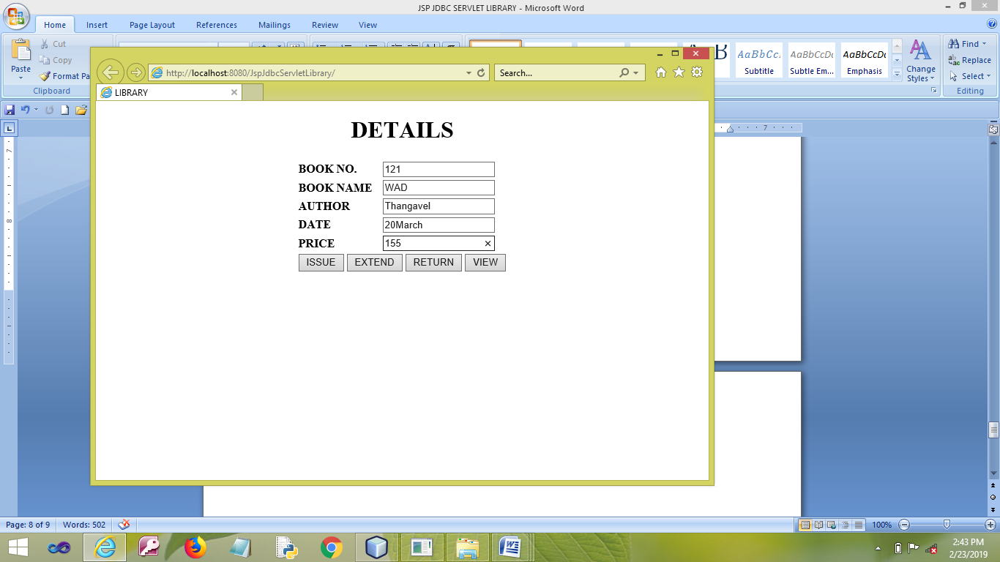 JSP JDBC SERVLET LIBRARY - Microsoft Word
Home Insert Page Layout References Mailings Review View
Paste
Cut
Copy
Format Pa
Clipboard
AaBbCc. AaBbCcDc AaBbCcDc
Subtitle Subtle Em... Emphasis
Change Styles
Find
Replace
Select
Editing
http://localhost:8080/JspJdbcServletLibrary/
Search...
LIBRARY
7
7
8
DETAILS
BOOK NO. 121
BOOK NAME WAD
AUTHOR Thangavel
DATE 20March
PRICE 155
ISSUE EXTEND RETURN VIEW
Page: 8 of 9 Words: 502 100%
2:43 PM
2/23/2019